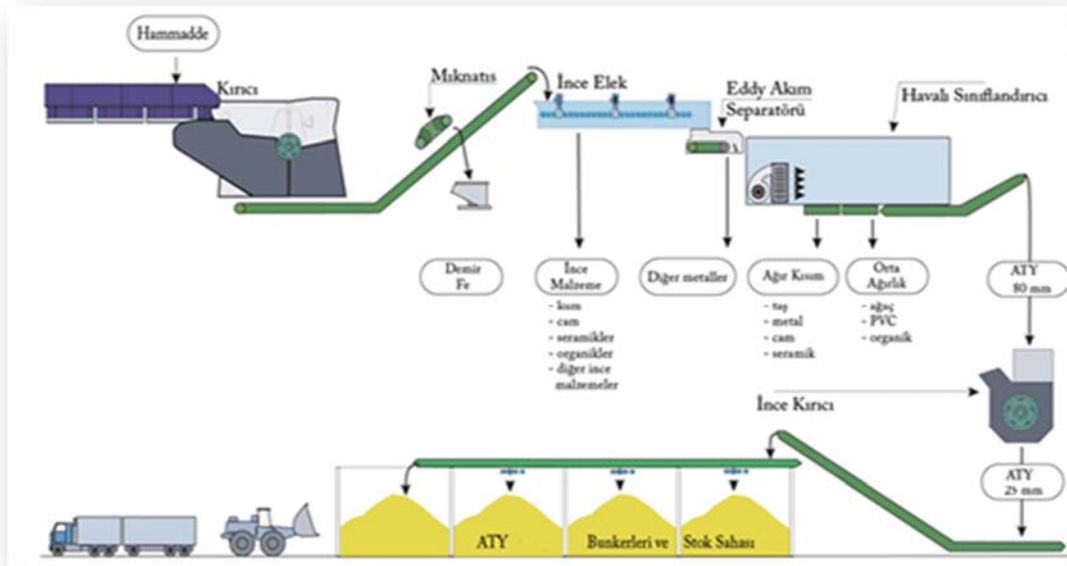 Hammadde
Kırıcı
Mıknatıs
İnce Elek
Eddy Akım
Separatörü
Havalı Sınıflandırıcı
Demir
Fe
İnce
Malzeme
- kum
- cam
- seramikler
- organikler
- diğer ince
malzemeler
Diğer metaller
Ağır Kısım
- taş
- metal
- cam
- seramik
Orta
Ağırlık
- ağaç
- PVC
- organik
ATY
80 mm
İnce Kırıcı
ATY
25 mm
ATY Bunkerleri ve Stok Sahası